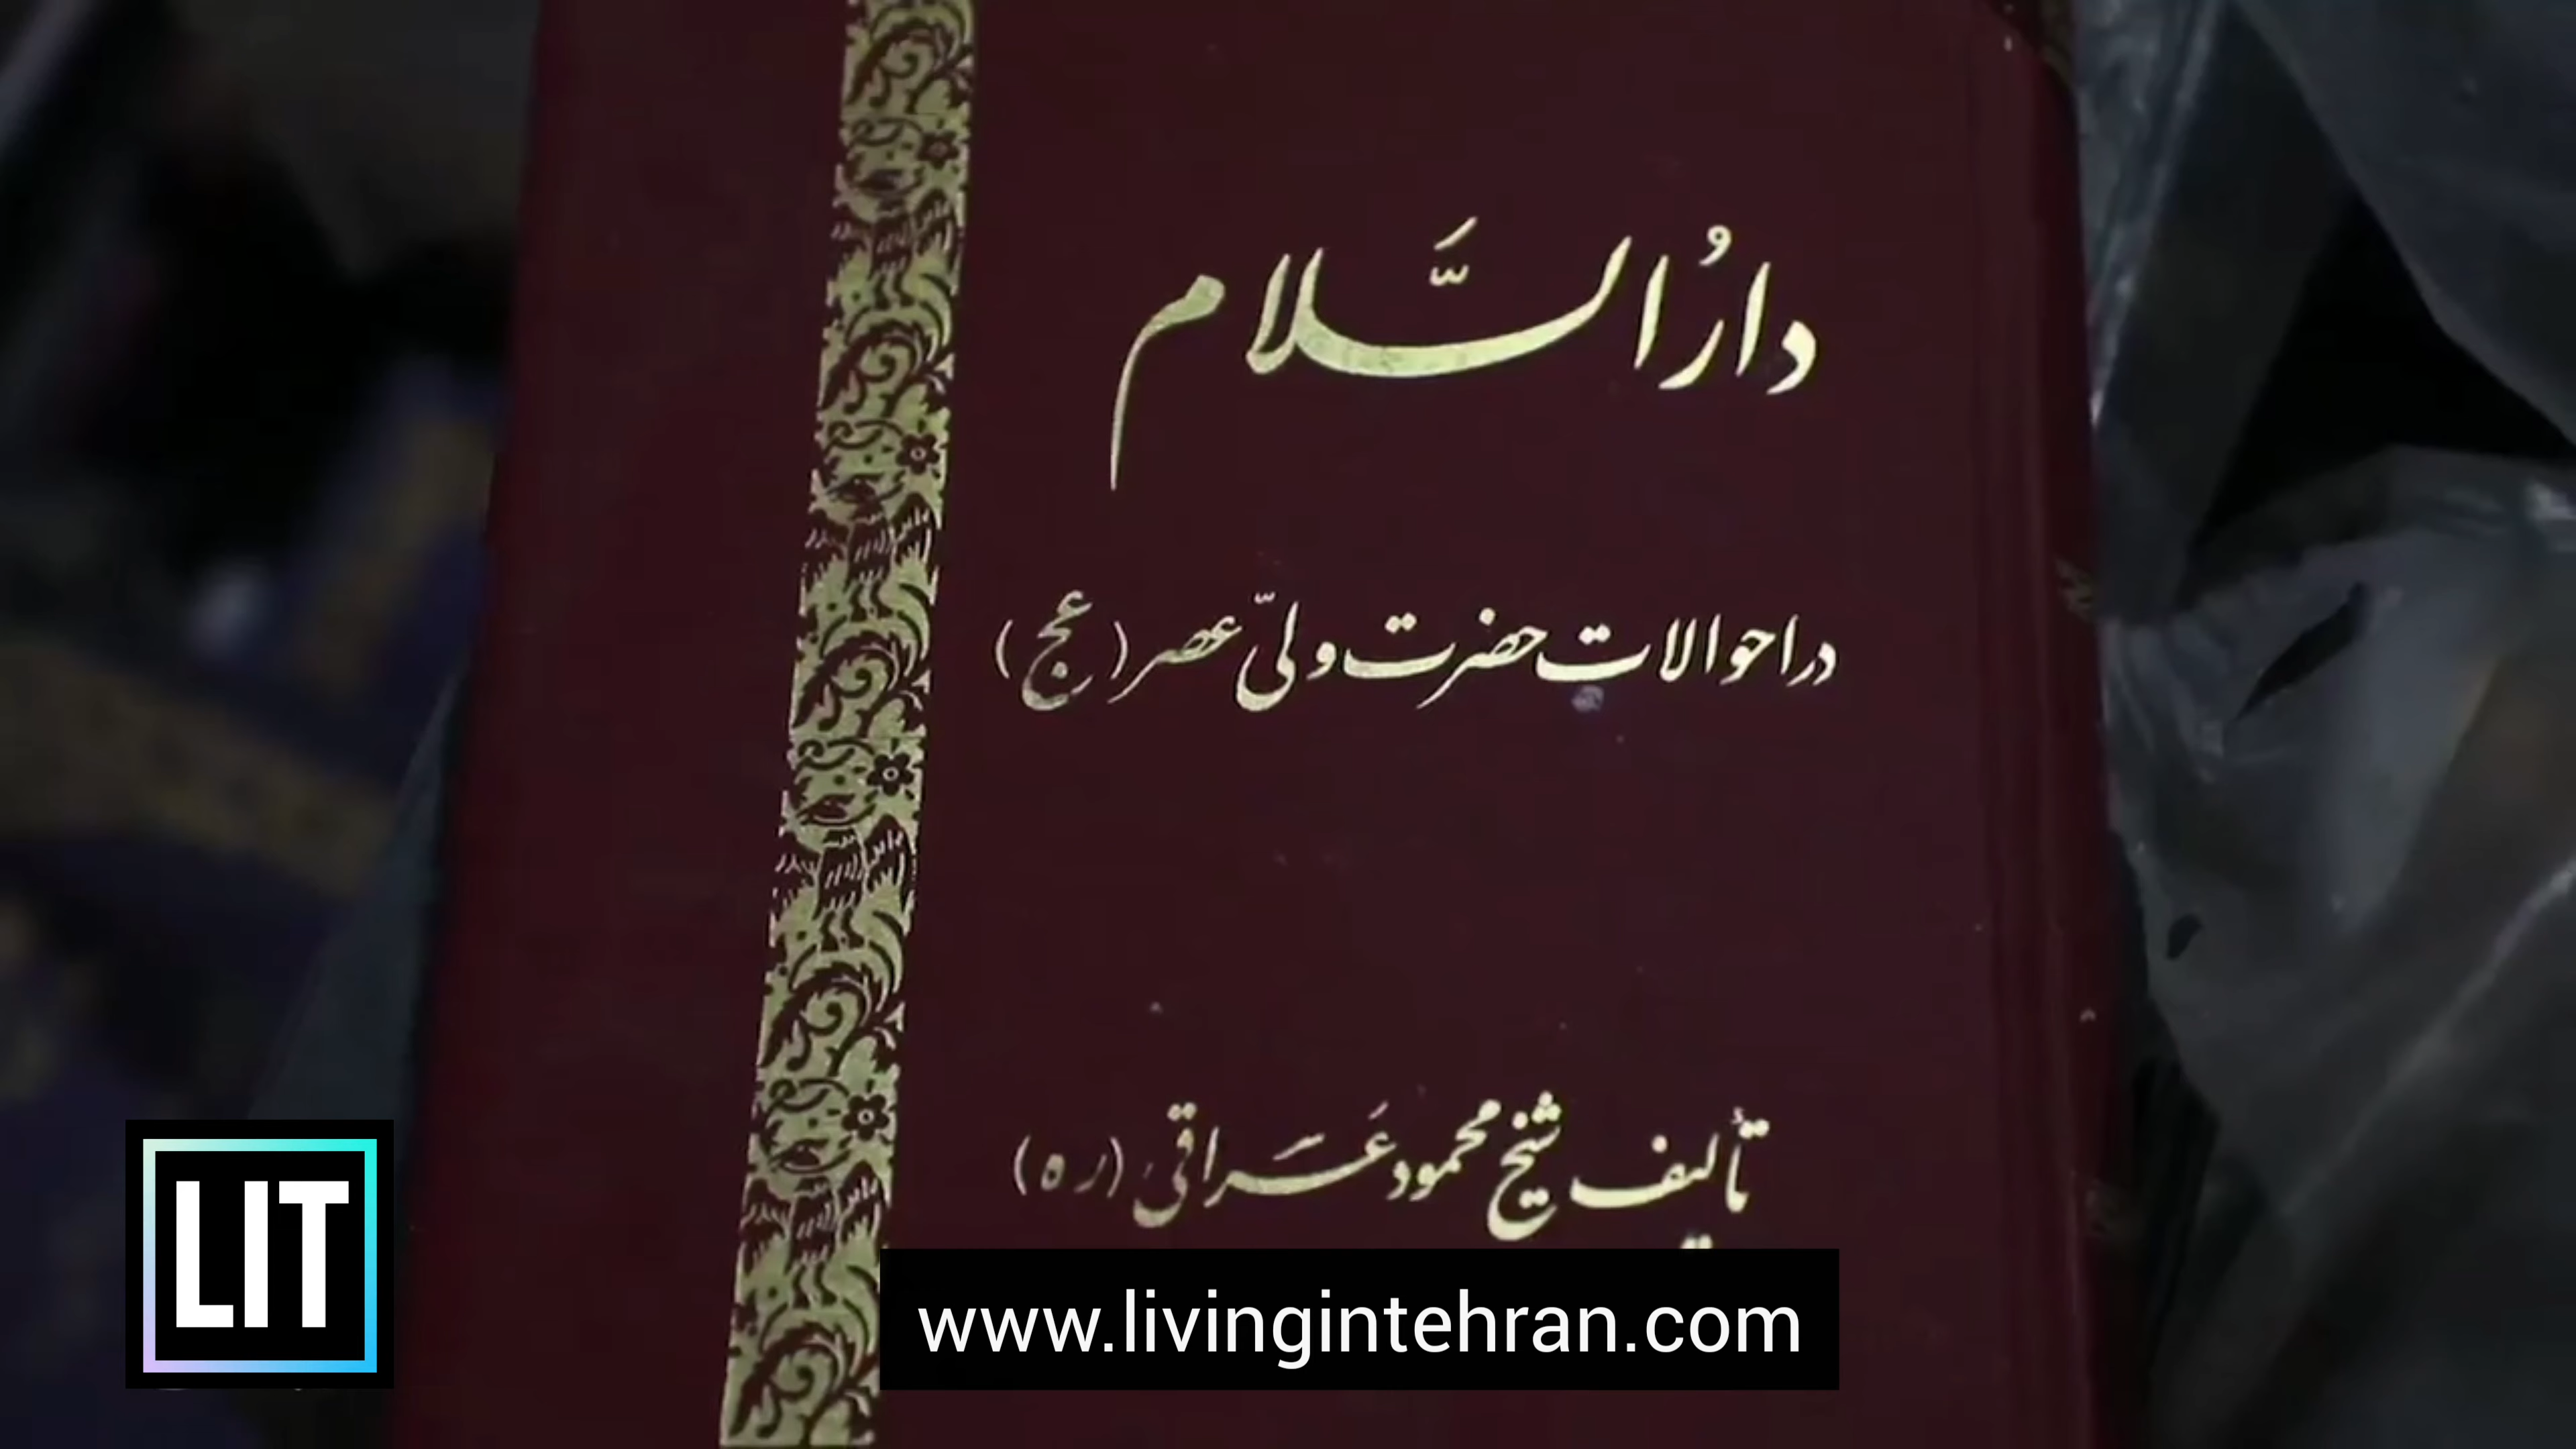 دارُالسَّلام
در احوالات حضرت ولیّ عصر (عج)
تألیف شیخ محمود عَراقی (ره)
LIT
www.livingintehran.com